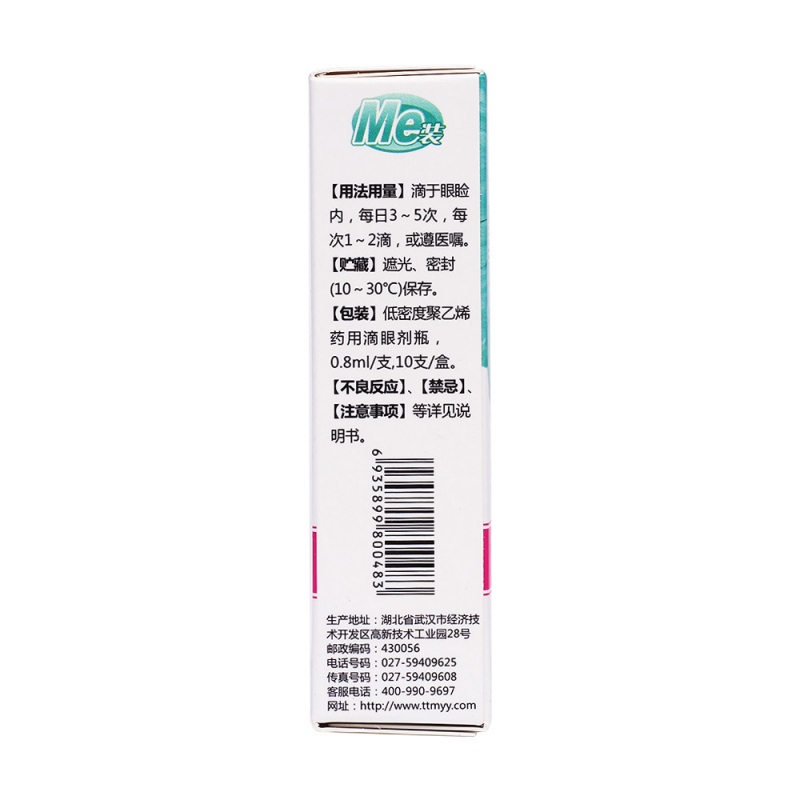 Me装
【用法用量】滴于眼睑
内，每日3～5次，每
次1～2滴，或遵医嘱。
【贮藏】遮光、密封
(10～30℃)保存。
【包装】低密度聚乙烯
药用滴眼剂瓶，
0.8ml/支,10支/盒。
【不良反应】、【禁忌】、
【注意事项】等详见说
明书。
6935899800483
生产地址：湖北省武汉市经济技
术开发区高新技术工业园28号
邮政编码：430056
电话号码：027-59409625
传真号码：027-59409608
客服电话：400-990-9697
网址：http://www.ttmyy.com